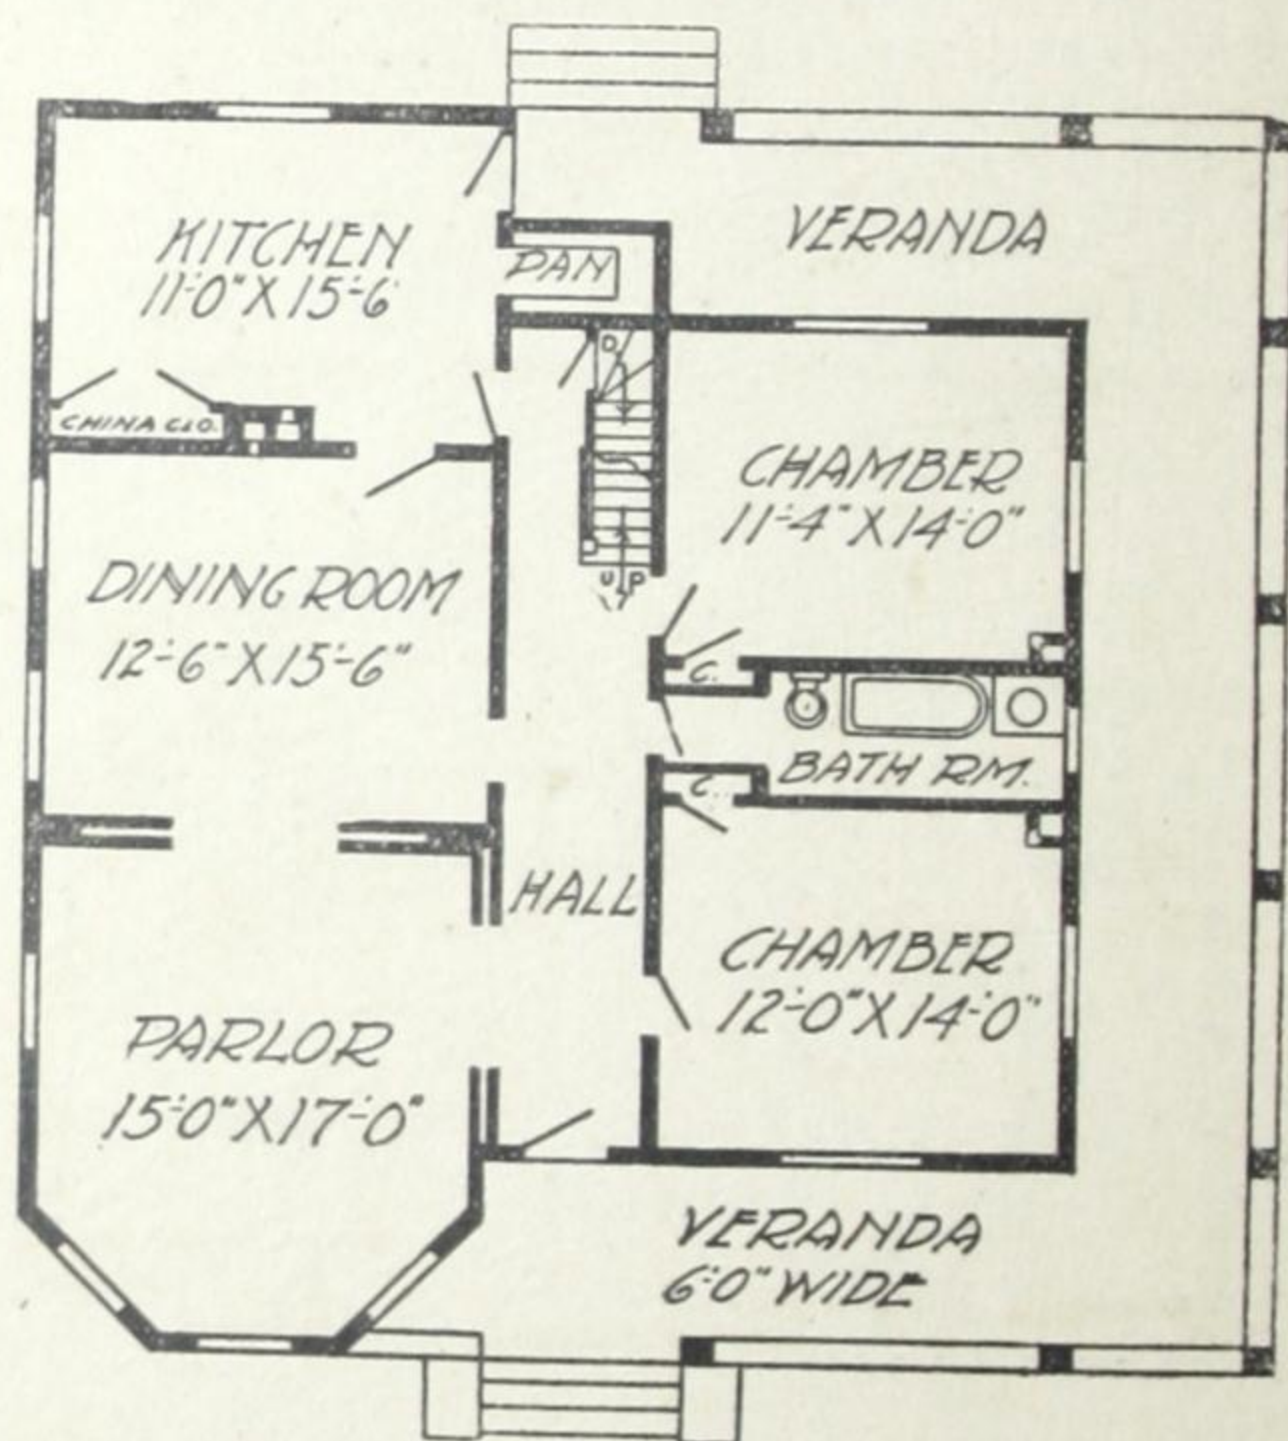 VERANDA
KITCHEN
11'-0" X 15'-6
PAN
D
CHINA CLO.
CHAMBER
11'-4" X 14'-0"
DINING ROOM
12'-6" X 15'-6"
UP
C.
BATH RM.
C.
HALL
CHAMBER
12'-0" X 14'-0"
PARLOR
15'-0" X 17'-0"
VERANDA
6'-0" WIDE